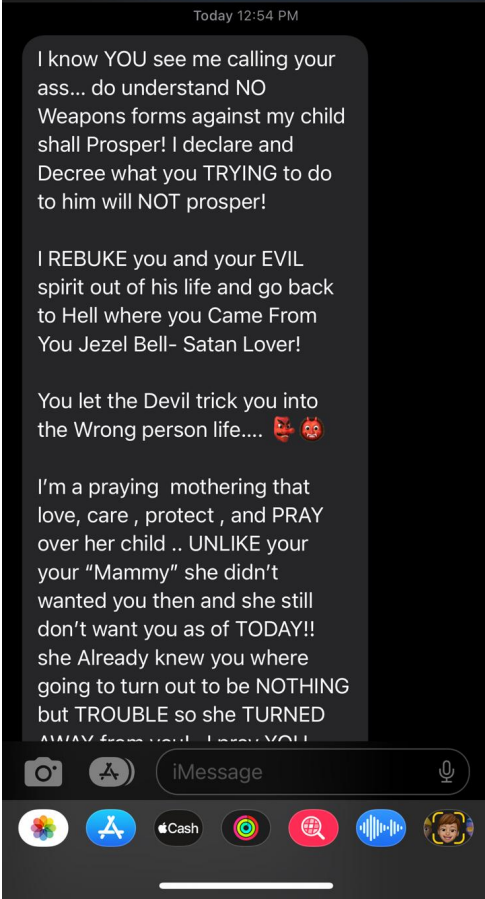 Today 12:54 PM
I know YOU see me calling your
ass... do understand NO
Weapons forms against my child
shall Prosper! I declare and
Decree what you TRYING to do
to him will NOT prosper!
I REBUKE you and your EVIL
spirit out of his life and go back
to Hell where you Came From
You Jezel Bell- Satan Lover!
You let the Devil trick you into
the Wrong person life.... 👺👹
I’m a praying  mothering that
love, care , protect , and PRAY
over her child .. UNLIKE your
your “Mammy” she didn’t
wanted you then and she still
don’t want you as of TODAY!!
she Already knew you where
going to turn out to be NOTHING
but TROUBLE so she TURNED
AWAY from you! I pray YOU
iMessage
Cash